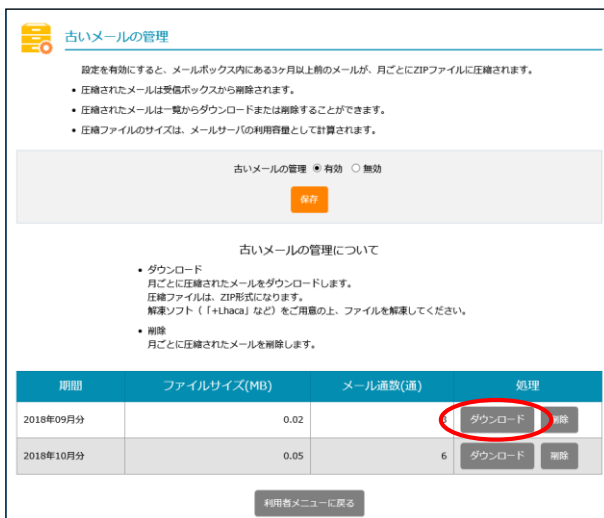 古いメールの管理
設定を有効にすると、メールボックス内にある3ヶ月以上前のメールが、月ごとにZIPファイルに圧縮されます。
• 圧縮されたメールは受信ボックスから削除されます。
• 圧縮されたメールは一覧からダウンロードまたは削除することができます。
• 圧縮ファイルのサイズは、メールサーバの利用容量として計算されます。
古いメールの管理 有効 無効
保存
古いメールの管理について
• ダウンロード
月ごとに圧縮されたメールをダウンロードします。
圧縮ファイルは、ZIP形式になります。
解凍ソフト（「+Lhaca」など）をご用意の上、ファイルを解凍してください。
• 削除
月ごとに圧縮されたメールを削除します。
期間 ファイルサイズ(MB) メール通数(通) 処理
2018年09月分 0.02 ダウンロード 削除
2018年10月分 0.05 6 ダウンロード 削除
利用者メニューに戻る